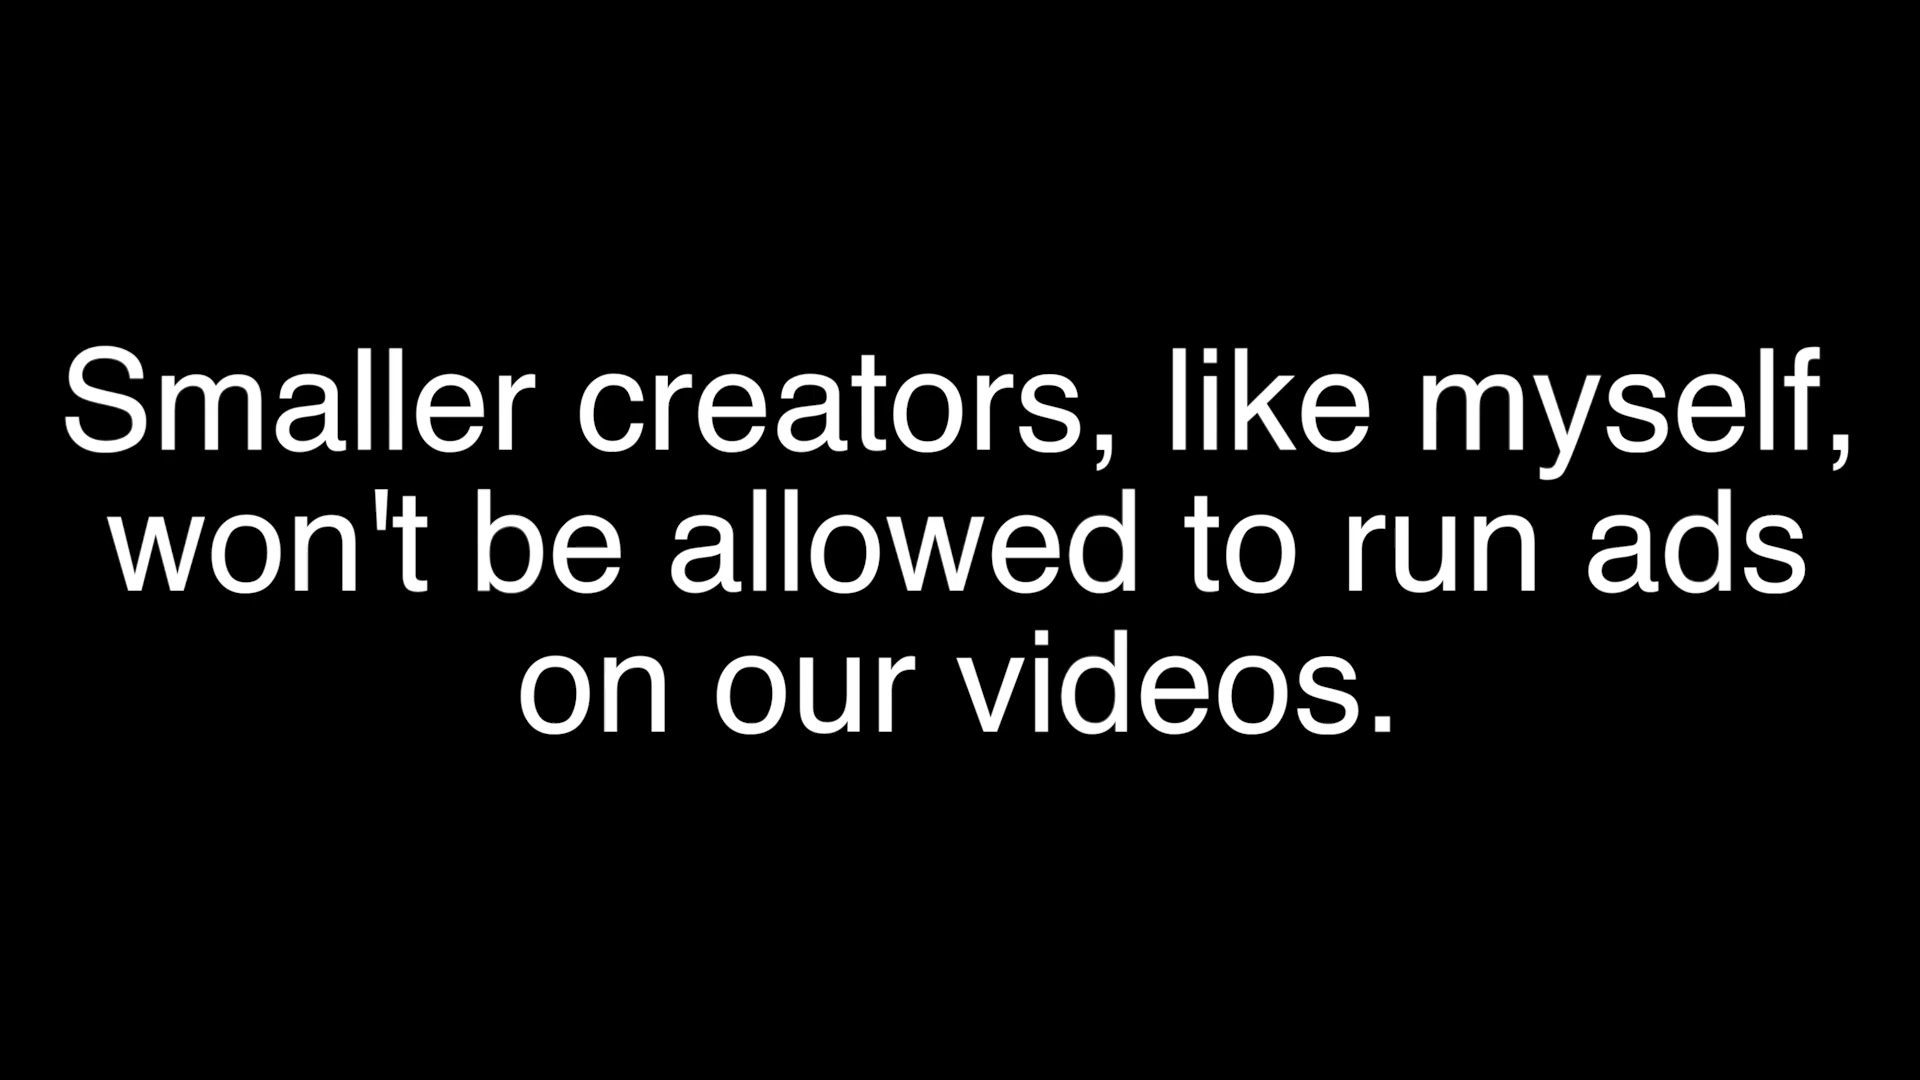 Smaller creators, like myself,
won't be allowed to run ads
on our videos.